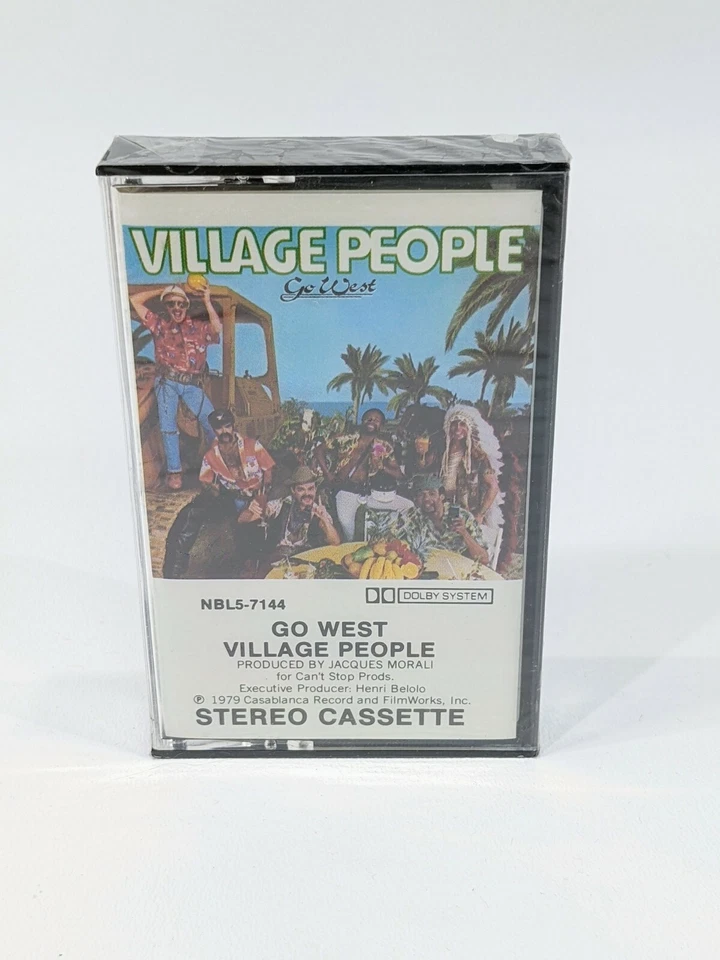 VILLAGE PEOPLE
Go West
NBL5-7144
DOLBY SYSTEM
GO WEST
VILLAGE PEOPLE
PRODUCED BY JACQUES MORALI
for Can't Stop Prods.
Executive Producer: Henri Belolo
℗ 1979 Casablanca Record and FilmWorks, Inc.
STEREO CASSETTE